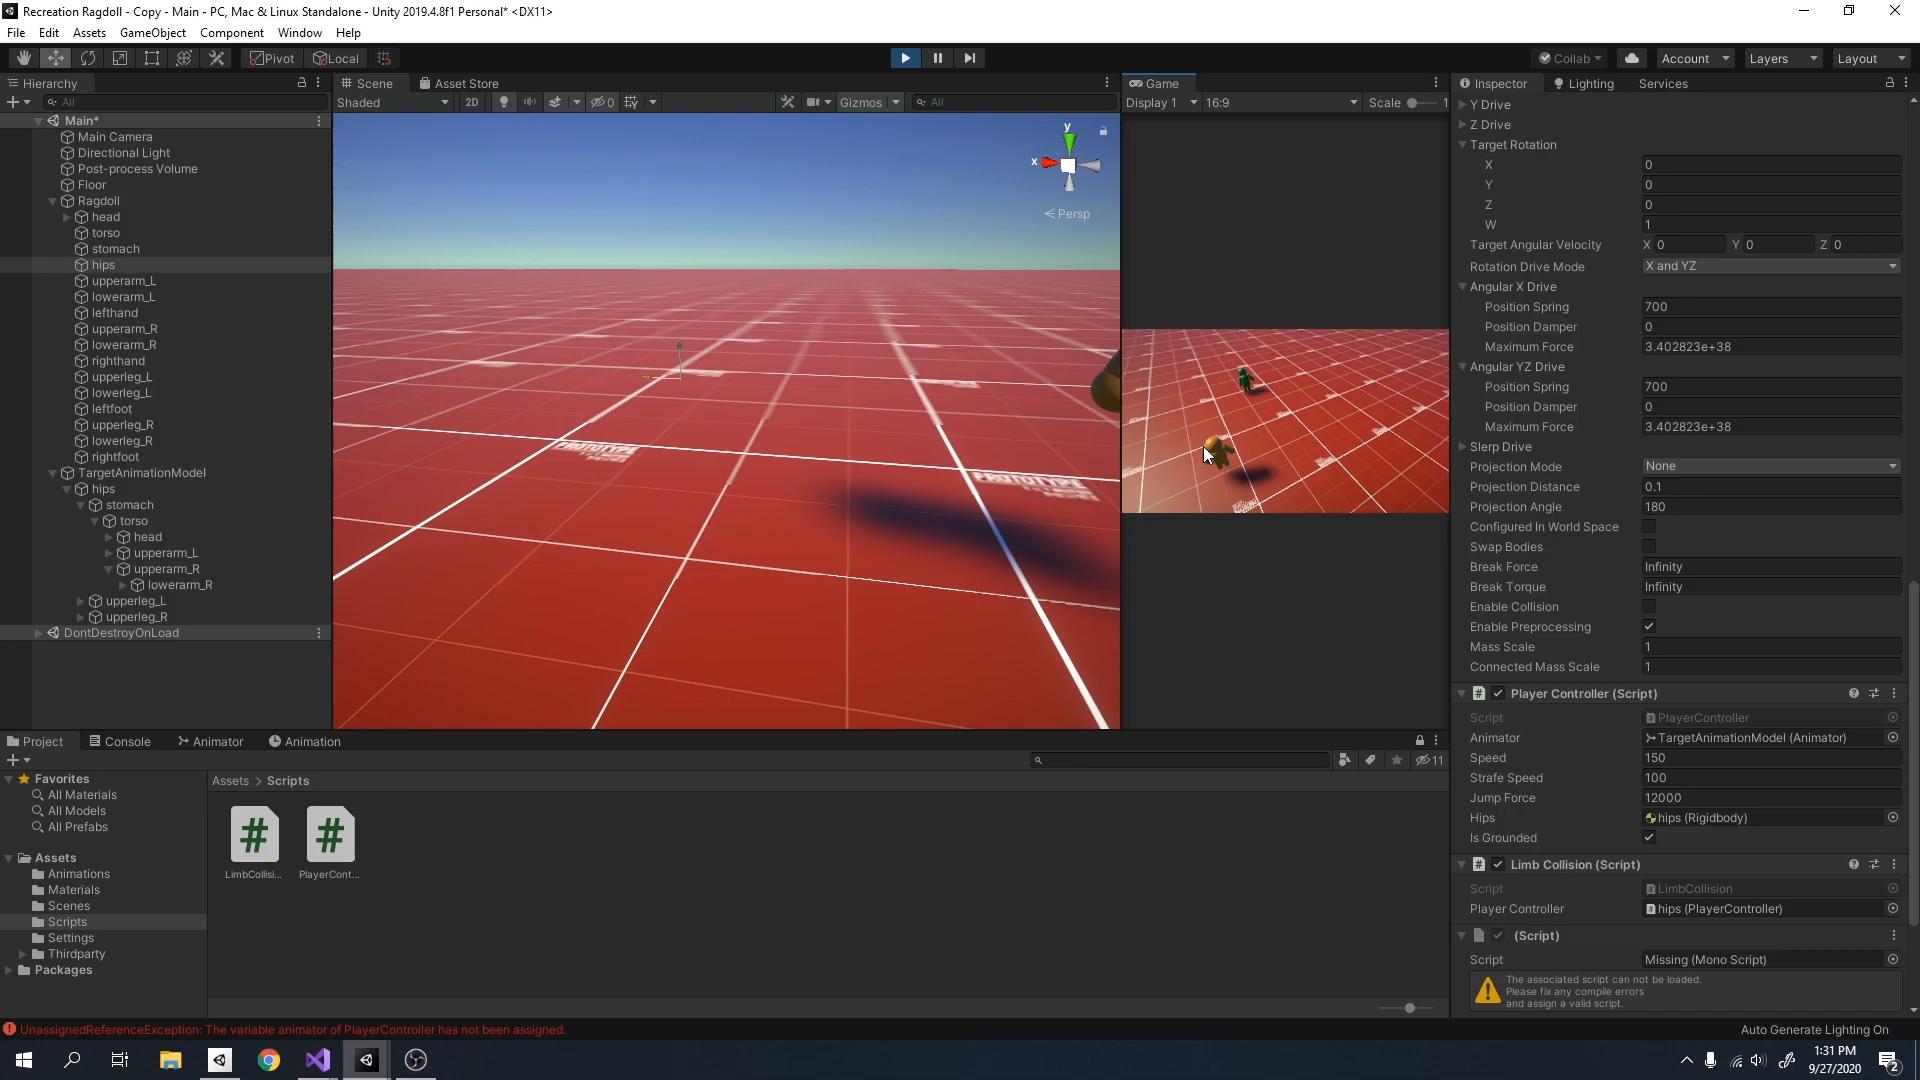 Recreation Ragdoll - Copy - Main - PC, Mac & Linux Standalone - Unity 2019.4.8f1 Personal* <DX11>
File Edit Assets GameObject Component Window Help
Pivot Local Collab Account Layers Layout
Hierarchy
All
Main*
Main Camera
Directional Light
Post-process Volume
Floor
Ragdoll
head
torso
stomach
hips
upperarm_L
lowerarm_L
lefthand
upperarm_R
lowerarm_R
righthand
upperleg_L
lowerleg_L
leftfoot
upperleg_R
lowerleg_R
rightfoot
TargetAnimationModel
hips
stomach
torso
head
upperarm_L
upperarm_R
lowerarm_R
upperleg_L
upperleg_R
DontDestroyOnLoad
Scene Asset Store
Shaded 2D 0 Gizmos All
y
x
Persp
PROTOTYPE
PROTOTYPE
Game
Display 1 16:9 Scale 1
Inspector Lighting Services
Y Drive
Z Drive
Target Rotation
X 0
Y 0
Z 0
W 1
Target Angular Velocity X 0 Y 0 Z 0
Rotation Drive Mode X and YZ
Angular X Drive
Position Spring 700
Position Damper 0
Maximum Force 3.402823e+38
Angular YZ Drive
Position Spring 700
Position Damper 0
Maximum Force 3.402823e+38
Slerp Drive
Projection Mode None
Projection Distance 0.1
Projection Angle 180
Configured In World Space
Swap Bodies
Break Force Infinity
Break Torque Infinity
Enable Collision
Enable Preprocessing
Mass Scale 1
Connected Mass Scale 1
Player Controller (Script)
Script PlayerController
Animator TargetAnimationModel (Animator)
Speed 150
Strafe Speed 100
Jump Force 12000
Hips hips (Rigidbody)
Is Grounded
Limb Collision (Script)
Script LimbCollision
Player Controller hips (PlayerController)
(Script)
Script Missing (Mono Script)
The associated script can not be loaded.
Please fix any compile errors
and assign a valid script.
Project Console Animator Animation
11
Favorites
All Materials
All Models
All Prefabs
Assets
Animations
Materials
Scenes
Scripts
Settings
Thirdparty
Packages
Assets > Scripts
LimbCollisi...
PlayerCont...
UnassignedReferenceException: The variable animator of PlayerController has not been assigned.
Auto Generate Lighting On
1:31 PM
9/27/2020
2